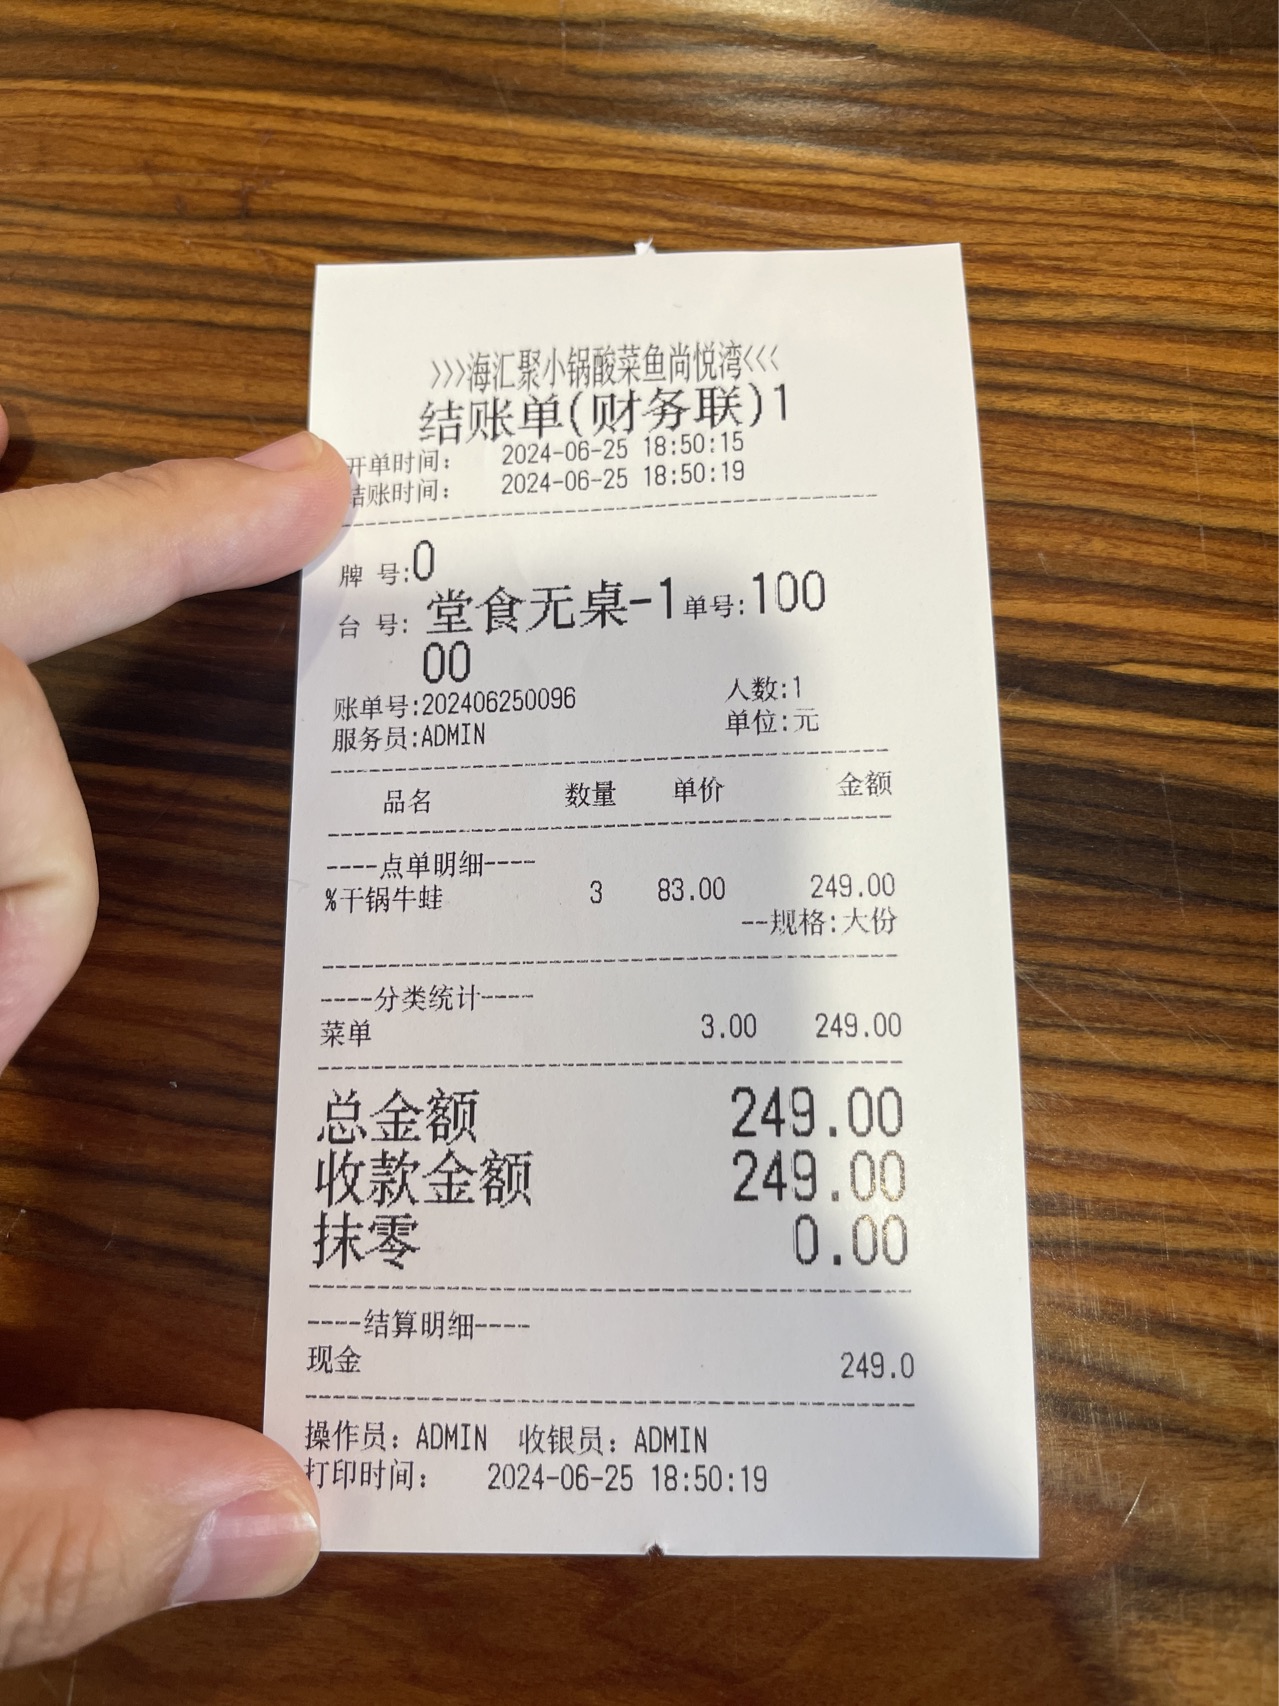 >>>海汇聚小锅酸菜鱼尚悦湾<<<
结账单(财务联)1
开单时间： 2024-06-25 18:50:15
结账时间： 2024-06-25 18:50:19
牌 号:0
台 号: 堂食无桌-1 单号:100
00
账单号:202406250096 人数:1
服务员:ADMIN 单位:元
品名 数量 单价 金额
----点单明细----
%干锅牛蛙 3 83.00 249.00
--规格:大份
----分类统计----
菜单 3.00 249.00
总金额 249.00
收款金额 249.00
抹零 0.00
----结算明细----
现金 249.0
操作员：ADMIN 收银员：ADMIN
打印时间： 2024-06-25 18:50:19